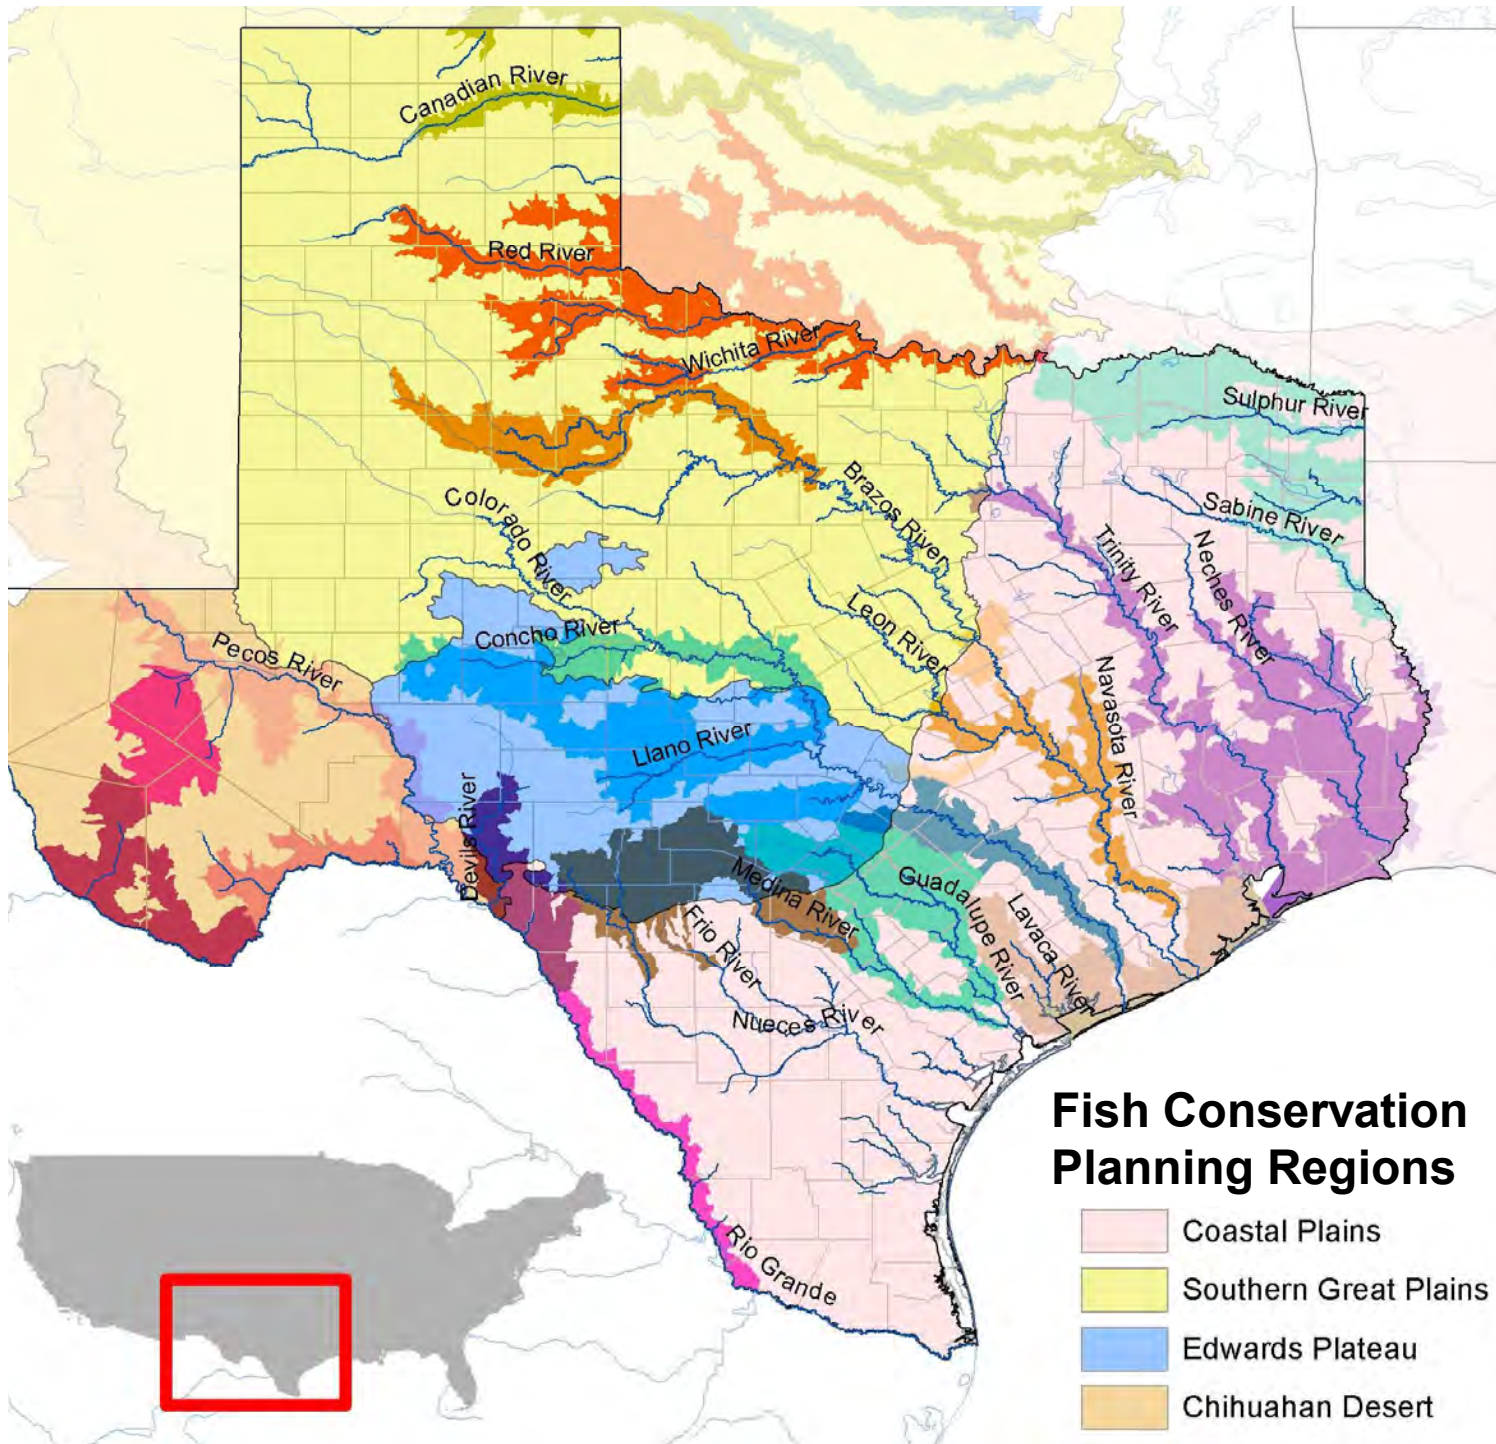 Canadian River
Red River
Wichita River
Sulphur River
Brazos River
Colorado River
Sabine River
Trinity River
Neches River
Leon River
Concho River
Pecos River
Navasota River
Llano River
Devils River
Medina River
Guadalupe River
Lavaca River
Frio River
Nueces River
Rio Grande
Fish Conservation
Planning Regions
Coastal Plains
Southern Great Plains
Edwards Plateau
Chihuahan Desert